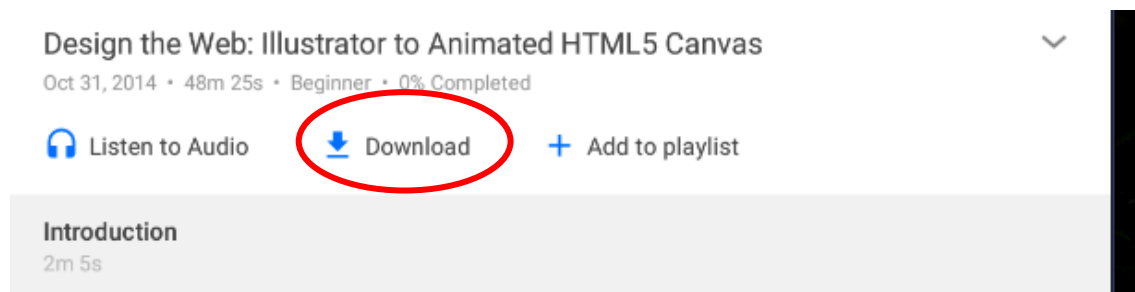 Design the Web: Illustrator to Animated HTML5 Canvas
Oct 31, 2014 • 48m 25s • Beginner • 0% Completed
Listen to Audio Download + Add to playlist
Introduction
2m 5s